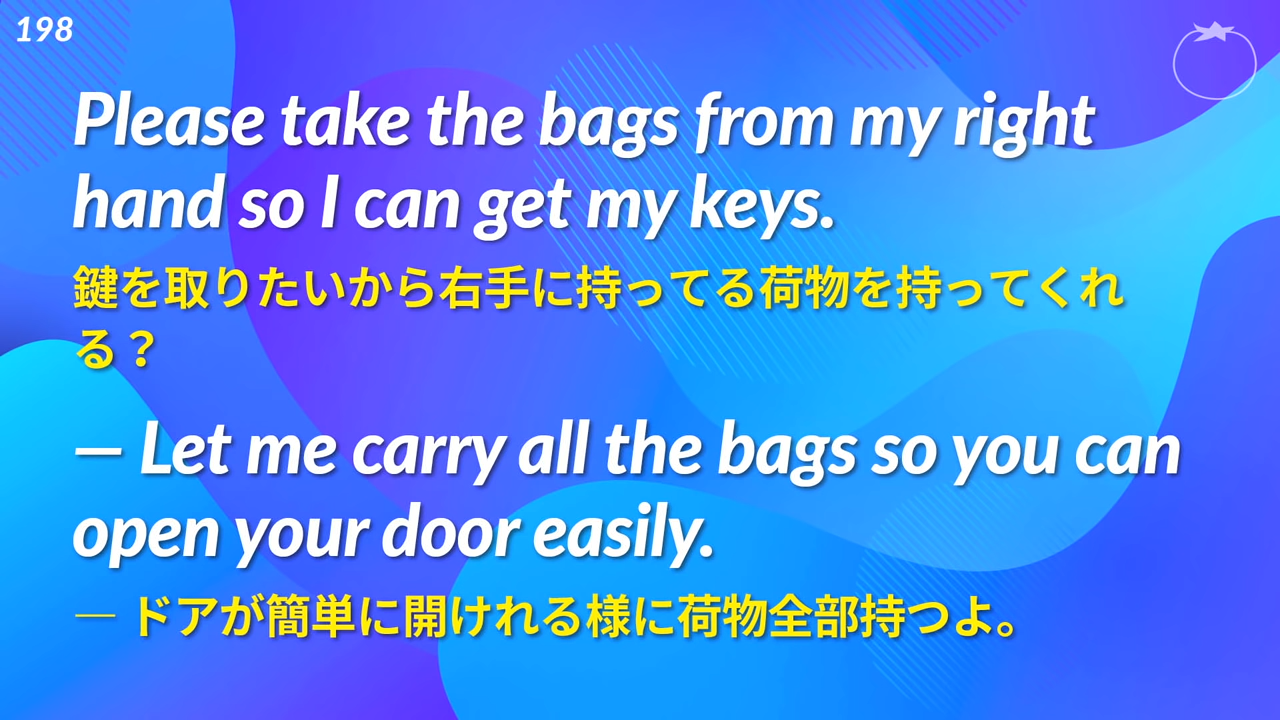 198
Please take the bags from my right
hand so I can get my keys.
鍵を取りたいから右手に持ってる荷物を持ってくれ
る？
— Let me carry all the bags so you can
open your door easily.
— ドアが簡単に開けれる様に荷物全部持つよ。